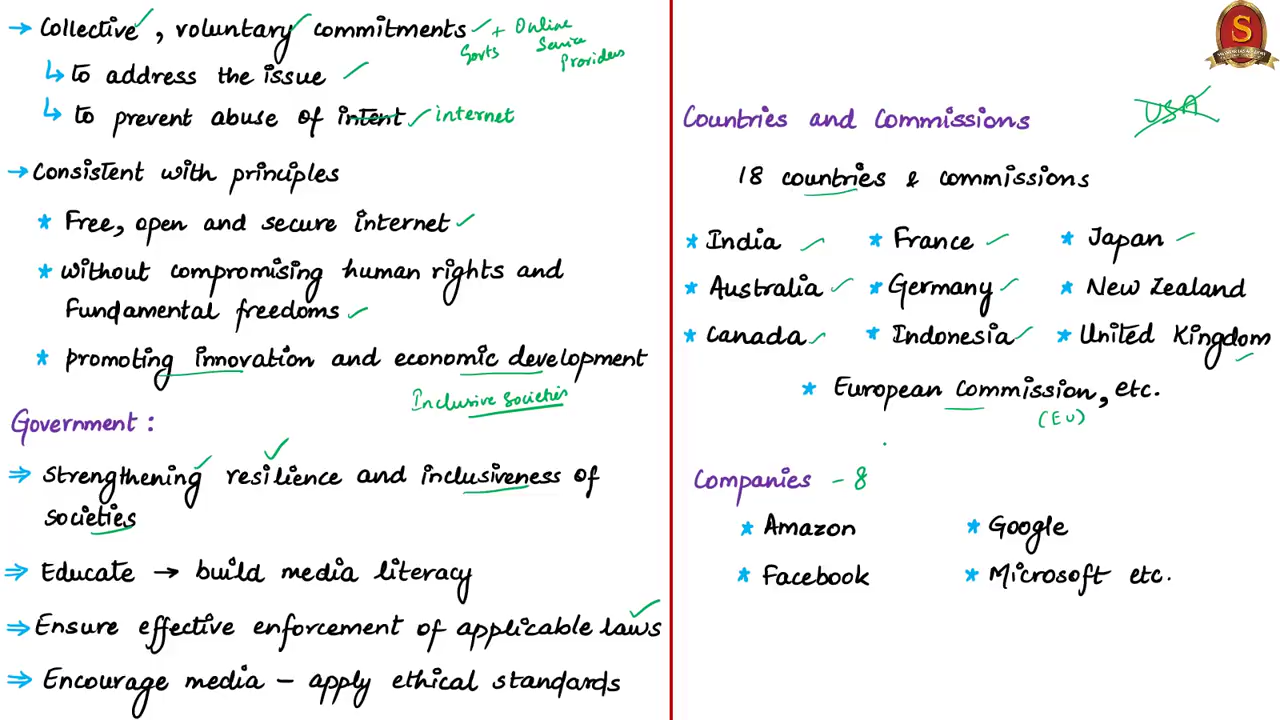 → Collective, voluntary commitments + Online Service Providers
Govts
↳ to address the issue
↳ to prevent abuse of intent internet
→ Consistent with principles
* Free, open and secure internet
* without compromising human rights and
fundamental freedoms
* promoting innovation and economic development
Inclusive societies
Government :
⇒ Strengthening resilience and inclusiveness of
societies
⇒ Educate → build media literacy
⇒ Ensure effective enforcement of applicable laws
⇒ Encourage media – apply ethical standards
S
USA
Countries and Commissions
18 countries & commissions
* India * France * Japan
* Australia * Germany * New Zealand
* Canada * Indonesia * United Kingdom
* European Commission, etc.
(EU)
Companies - 8
* Amazon * Google
* Facebook * Microsoft etc.